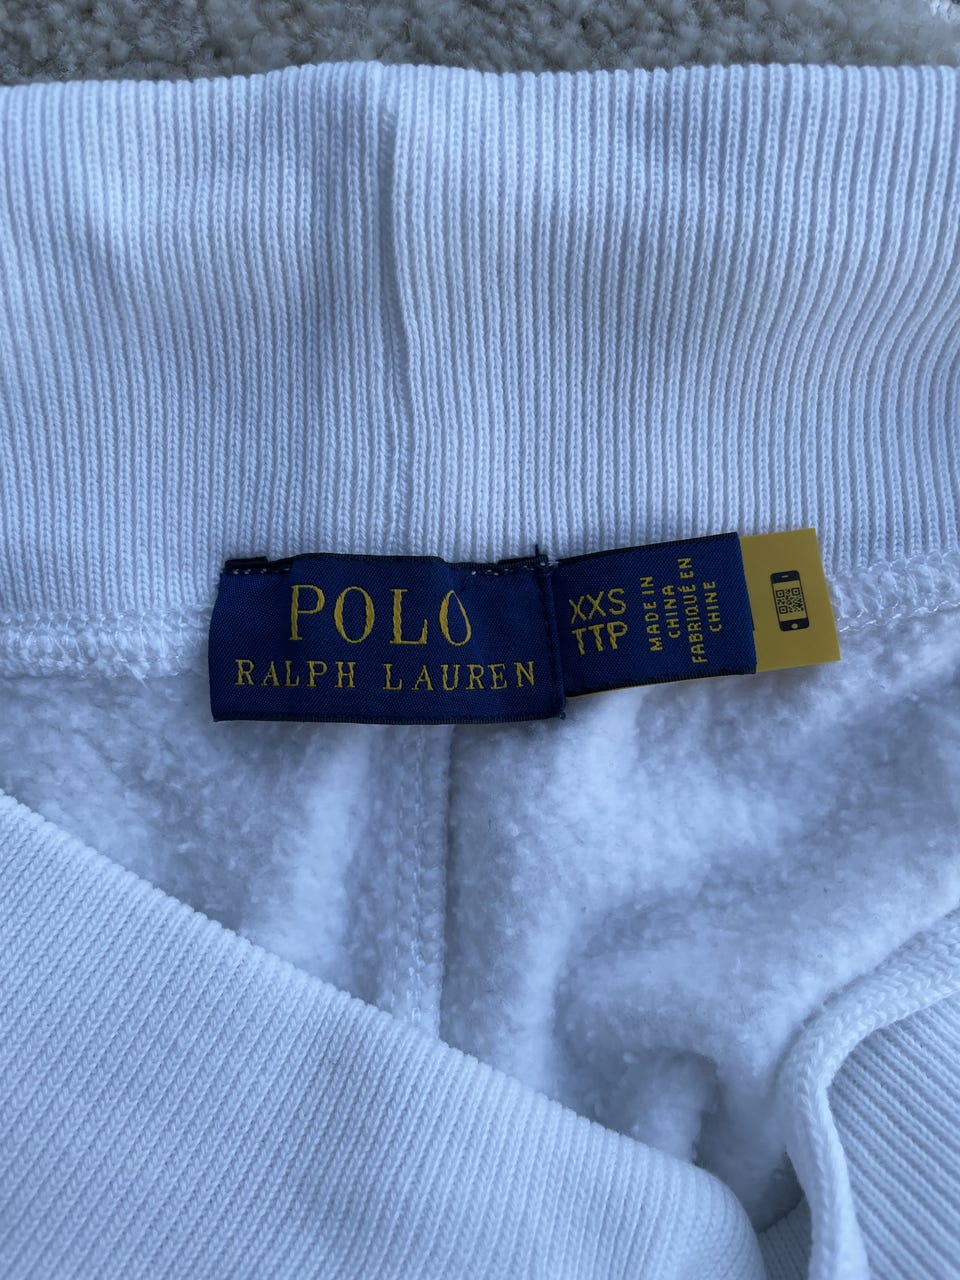 POLO
RALPH LAUREN
XXS
TTP
MADE IN
CHINA
FABRIQUÉ EN
CHINE